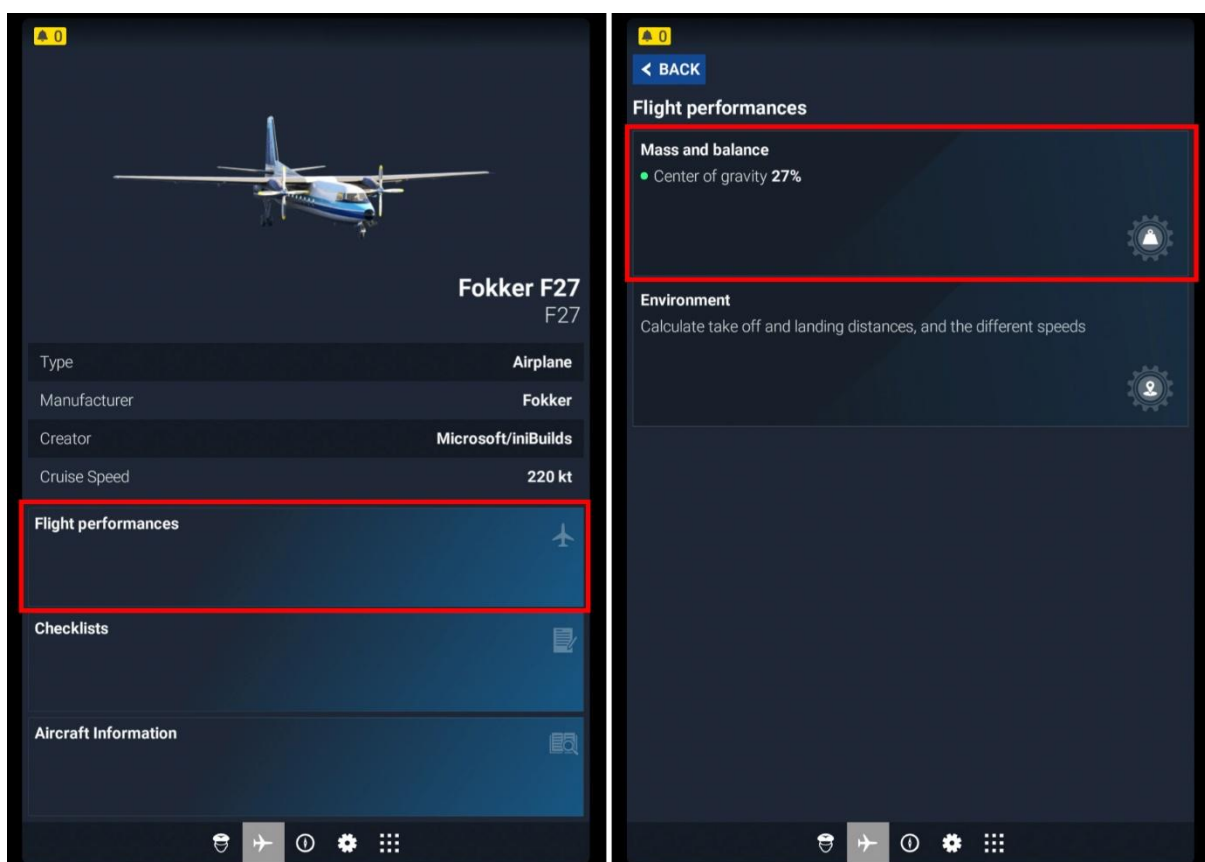 0
Fokker F27
F27
Type Airplane
Manufacturer Fokker
Creator Microsoft/iniBuilds
Cruise Speed 220 kt
Flight performances
Checklists
Aircraft Information
0
< BACK
Flight performances
Mass and balance
• Center of gravity 27%
Environment
Calculate take off and landing distances, and the different speeds